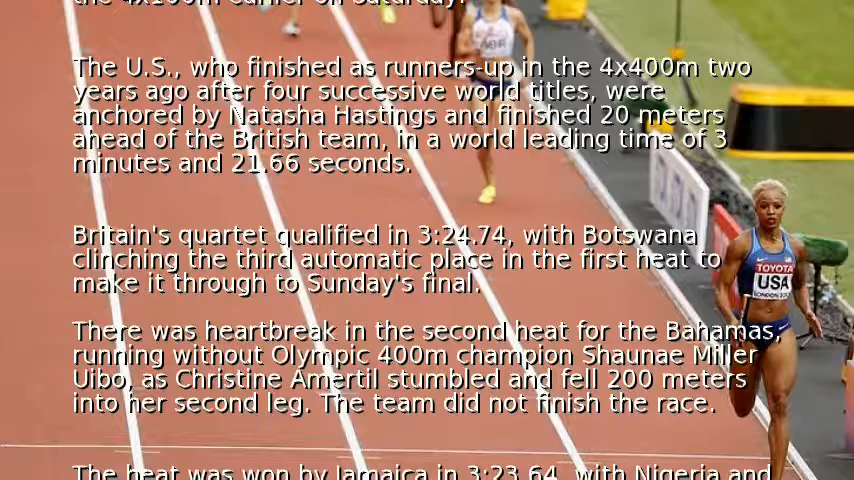 the 4x100m earlier on Saturday.
The U.S., who finished as runners-up in the 4x400m two
years ago after four successive world titles, were
anchored by Natasha Hastings and finished 20 meters
ahead of the British team, in a world leading time of 3
minutes and 21.66 seconds.
Britain's quartet qualified in 3:24.74, with Botswana
clinching the third automatic place in the first heat to
make it through to Sunday's final.
There was heartbreak in the second heat for the Bahamas,
running without Olympic 400m champion Shaunae Miller
Uibo, as Christine Amertil stumbled and fell 200 meters
into her second leg. The team did not finish the race.
The heat was won by Jamaica in 3:23.64, with Nigeria and
TOYOTA
USA
LONDON